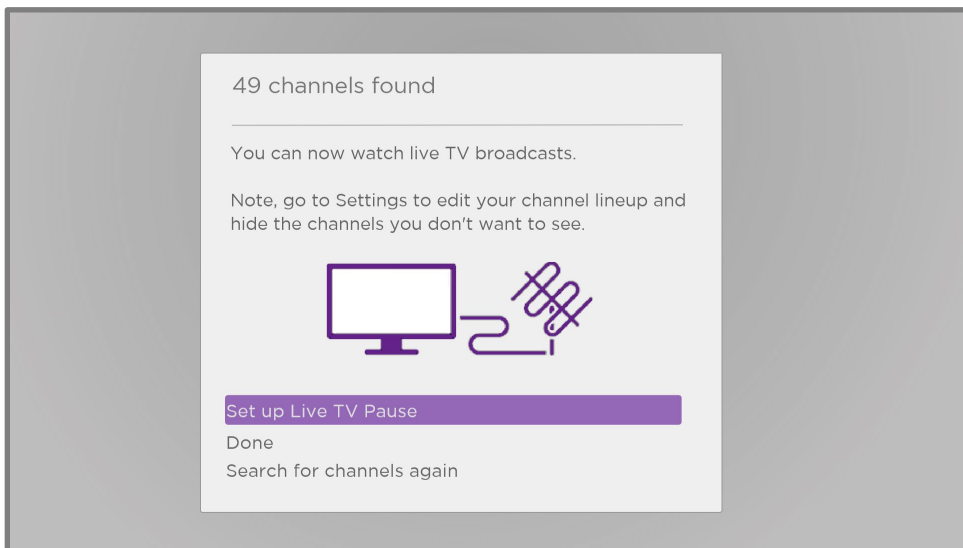 49 channels found
You can now watch live TV broadcasts.
Note, go to Settings to edit your channel lineup and
hide the channels you don't want to see.
Set up Live TV Pause
Done
Search for channels again